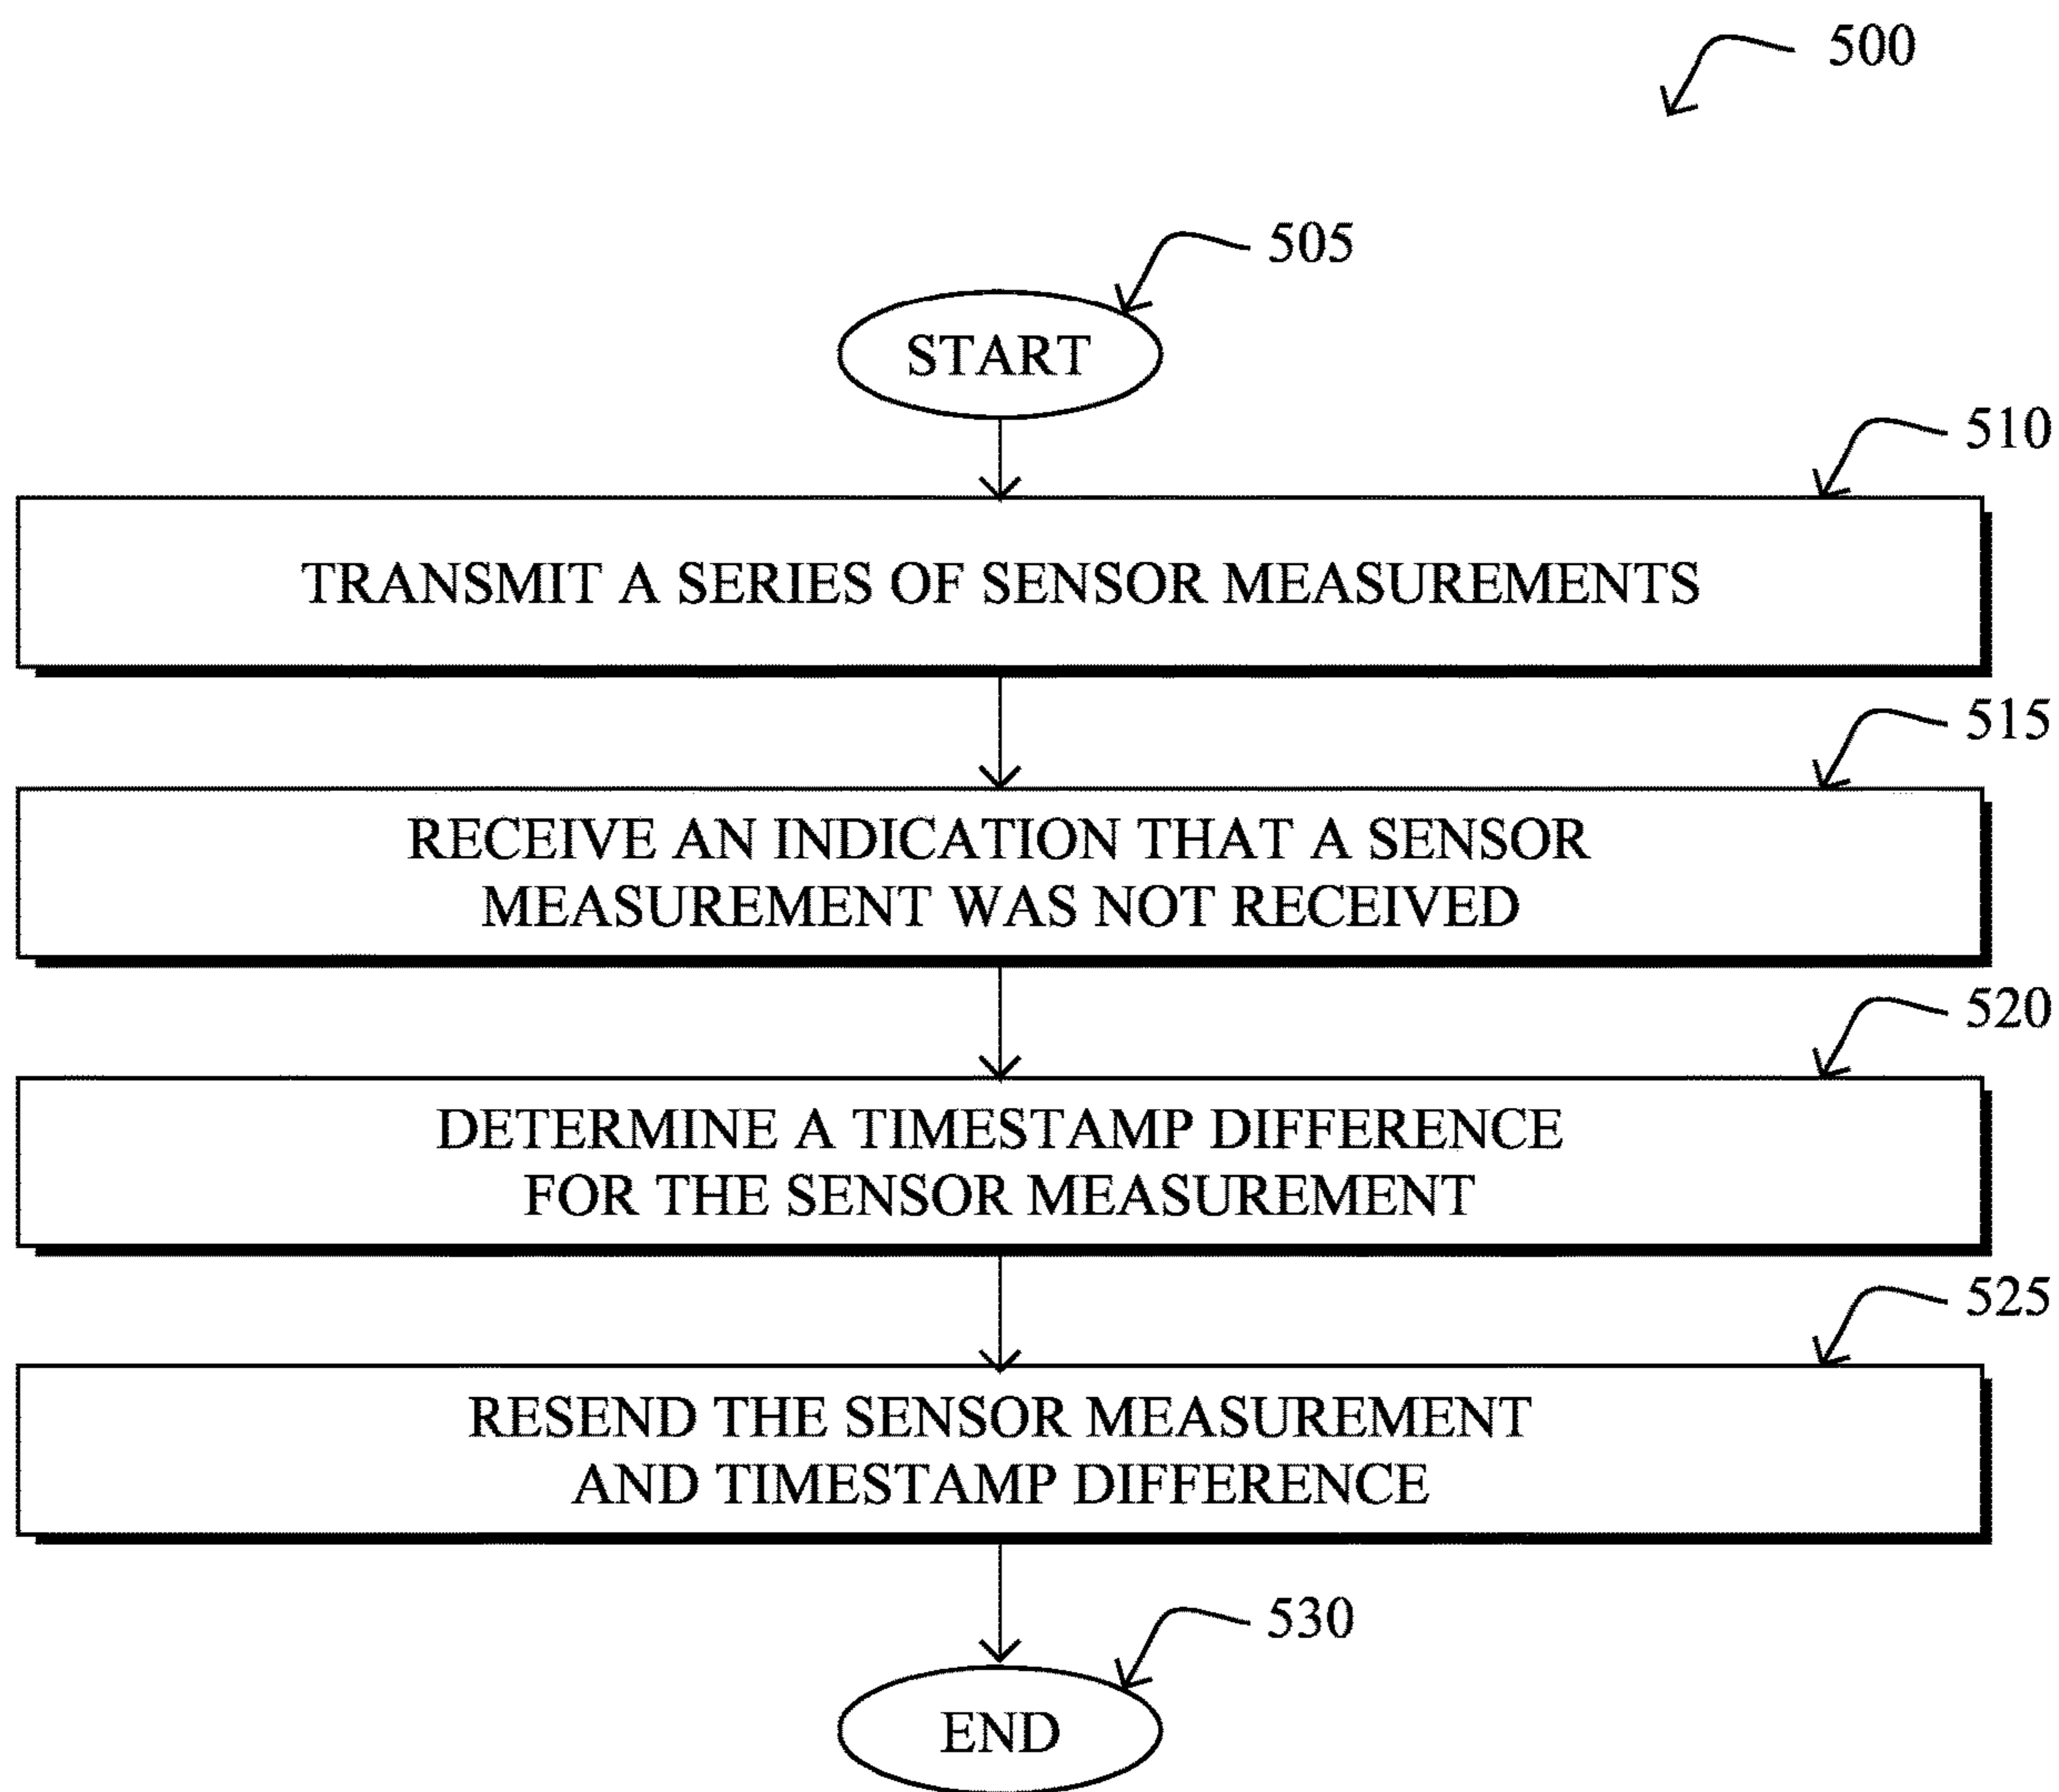 500
505
START
510
TRANSMIT A SERIES OF SENSOR MEASUREMENTS
515
RECEIVE AN INDICATION THAT A SENSOR
MEASUREMENT WAS NOT RECEIVED
520
DETERMINE A TIMESTAMP DIFFERENCE
FOR THE SENSOR MEASUREMENT
525
RESEND THE SENSOR MEASUREMENT
AND TIMESTAMP DIFFERENCE
530
END